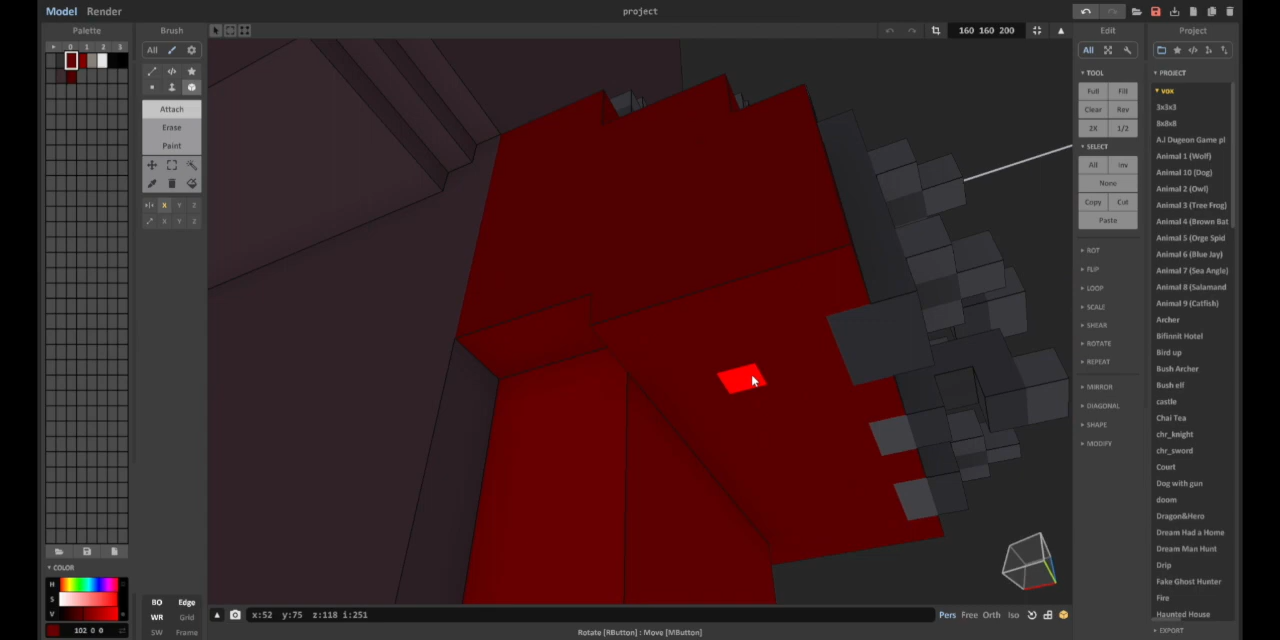 Model Render
project
Palette
Brush
160 160 200
Edit
Project
0 1 2 3
All
All
Attach
Erase
Paint
X Y Z
X Y Z
TOOL
Full Fill
Clear Rev
2X 1/2
SELECT
All Inv
None
Copy Cut
Paste
ROT
FLIP
LOOP
SCALE
SHEAR
ROTATE
REPEAT
MIRROR
DIAGONAL
SHAPE
MODIFY
PROJECT
vox
3x3x3
8x8x8
A.I Dugeon Game pl
Animal 1 (Wolf)
Animal 10 (Dog)
Animal 2 (Owl)
Animal 3 (Tree Frog)
Animal 4 (Brown Bat
Animal 5 (Orge Spid
Animal 6 (Blue Jay)
Animal 7 (Sea Angle)
Animal 8 (Salamand
Animal 9 (Catfish)
Archer
Bifinnit Hotel
Bird up
Bush Archer
Bush elf
castle
Chai Tea
chr_knight
chr_sword
Court
Dog with gun
doom
Dragon&Hero
Dream Had a Home
Dream Man Hunt
Drip
Fake Ghost Hunter
Fire
Haunted House
EXPORT
COLOR
H
S
V
102 0 0
BO Edge
WR Grid
SW Frame
x:52 y:75 z:118 i:251
Pers Free Orth Iso
Rotate [RButton] : Move [MButton]